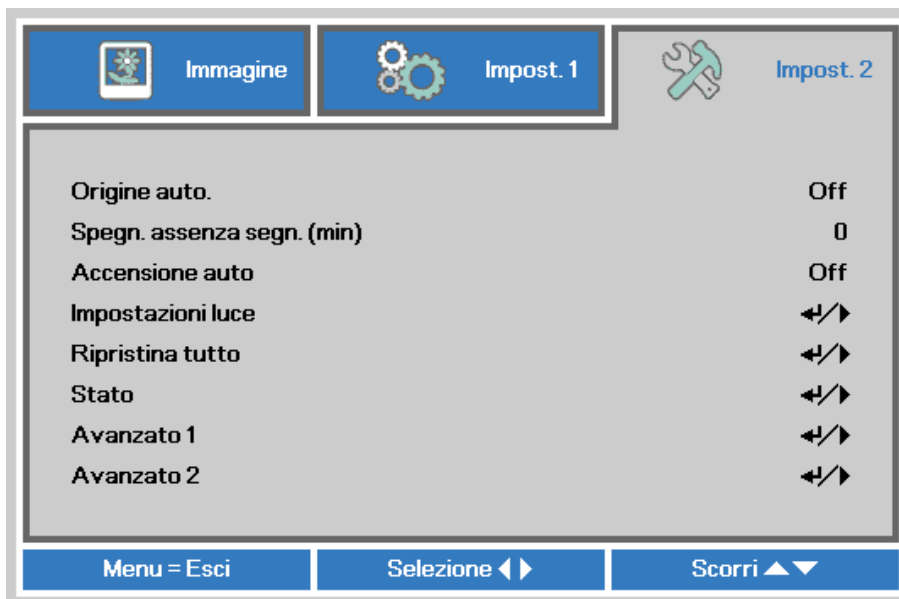 Immagine
Impost. 1
Impost. 2
Origine auto. Off
Spegn. assenza segn. (min) 0
Accensione auto Off
Impostazioni luce
Ripristina tutto
Stato
Avanzato 1
Avanzato 2
Menu = Esci
Selezione
Scorri